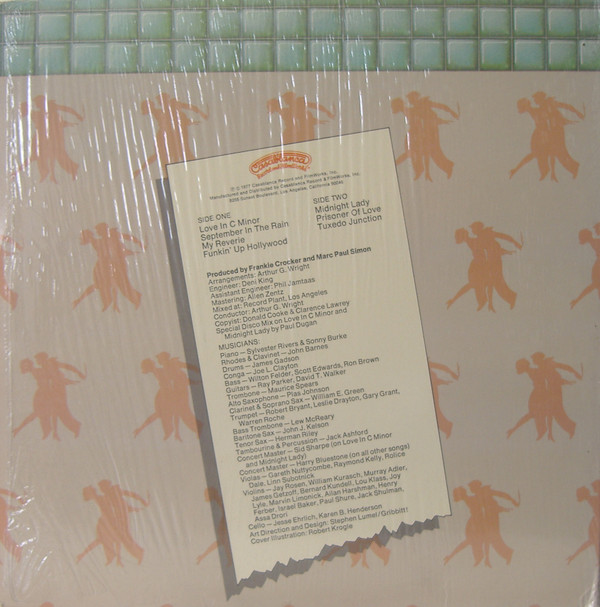 Casablanca
Record and FilmWorks
℗ © 1977 Casablanca Record and FilmWorks, Inc.
Manufactured and Distributed by Casablanca Record & FilmWorks, Inc.
8255 Sunset Boulevard, Los Angeles, California 90046
SIDE ONE
Love In C Minor
September In The Rain
My Reverie
Funkin' Up Hollywood
SIDE TWO
Midnight Lady
Prisoner Of Love
Tuxedo Junction
Produced by Frankie Crocker and Marc Paul Simon
Arrangements: Arthur G. Wright
Engineer: Deni King
Assistant Engineer: Phil Jamtaas
Mastering: Allen Zentz
Mixed at: Record Plant, Los Angeles
Conductor: Arthur G. Wright
Copyist: Donald Cooke & Clarence Lawrey
Special Disco Mix on Love In C Minor and
Midnight Lady by Paul Dugan
MUSICIANS:
Piano — Sylvester Rivers & Sonny Burke
Rhodes & Clavinet — John Barnes
Drums — James Gadson
Conga — Joe L. Clayton
Bass — Wilton Felder, Scott Edwards, Ron Brown
Guitars — Ray Parker, David T. Walker
Trombone — Maurice Spears
Alto Saxophone — Plas Johnson
Clarinet & Soprano Sax — William E. Green
Trumpet — Robert Bryant, Leslie Drayton, Gary Grant,
Warren Roche
Bass Trombone — Lew McReary
Baritone Sax — John J. Kelson
Tenor Sax — Herman Riley
Tambourine & Percussion — Jack Ashford
Concert Master — Sid Sharpe (on Love In C Minor
and Midnight Lady)
Concert Master — Harry Bluestone (on all other songs)
Violas — Gareth Nuttycombe, Raymond Kelly, Rolice
Dale, Linn Subotnick
Violins — Jay Rosen, William Kurasch, Murray Adler,
James Getzoff, Bernard Kundell, Lou Klass, Joy
Lyle, Marvin Limonick, Allan Harshman, Henry
Ferber, Israel Baker, Paul Shure, Jack Shulman,
Assa Drori
Cello — Jesse Ehrlich, Karen B. Henderson
Art Direction and Design: Stephen Lumel/Gribbitt!
Cover Illustration: Robert Krogle